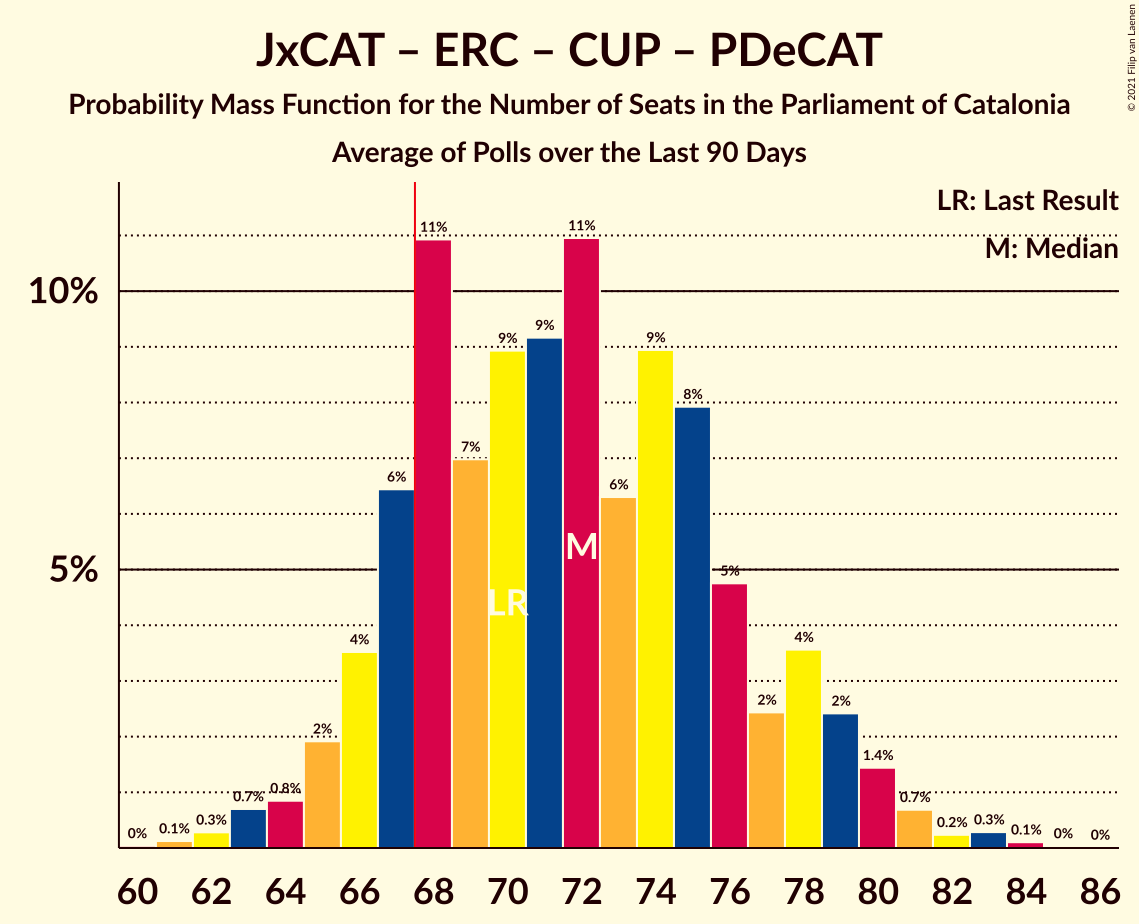 © 2021 Filip van Laenen
JxCAT – ERC – CUP – PDeCAT
Probability Mass Function for the Number of Seats in the Parliament of Catalonia
Average of Polls over the Last 90 Days
LR: Last Result
M: Median
10%
5%
0% 0.1% 0.3% 0.7% 0.8% 2% 4% 6% 11% 7% 9% 9% 11% 6% 9% 8% 5% 2% 4% 2% 1.4% 0.7% 0.2% 0.3% 0.1% 0% 0%
LR
M
60 62 64 66 68 70 72 74 76 78 80 82 84 86